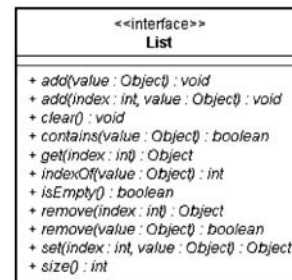 <<interface>>
List
+ add(value : Object) : void
+ add(index : int, value : Object) : void
+ clear() : void
+ contains(value : Object) : boolean
+ get(index : int) : Object
+ indexOf(value : Object) : int
+ isEmpty() : boolean
+ remove(index : int) : Object
+ remove(value : Object) : boolean
+ set(index : int, value : Object) : Object
+ size() : int